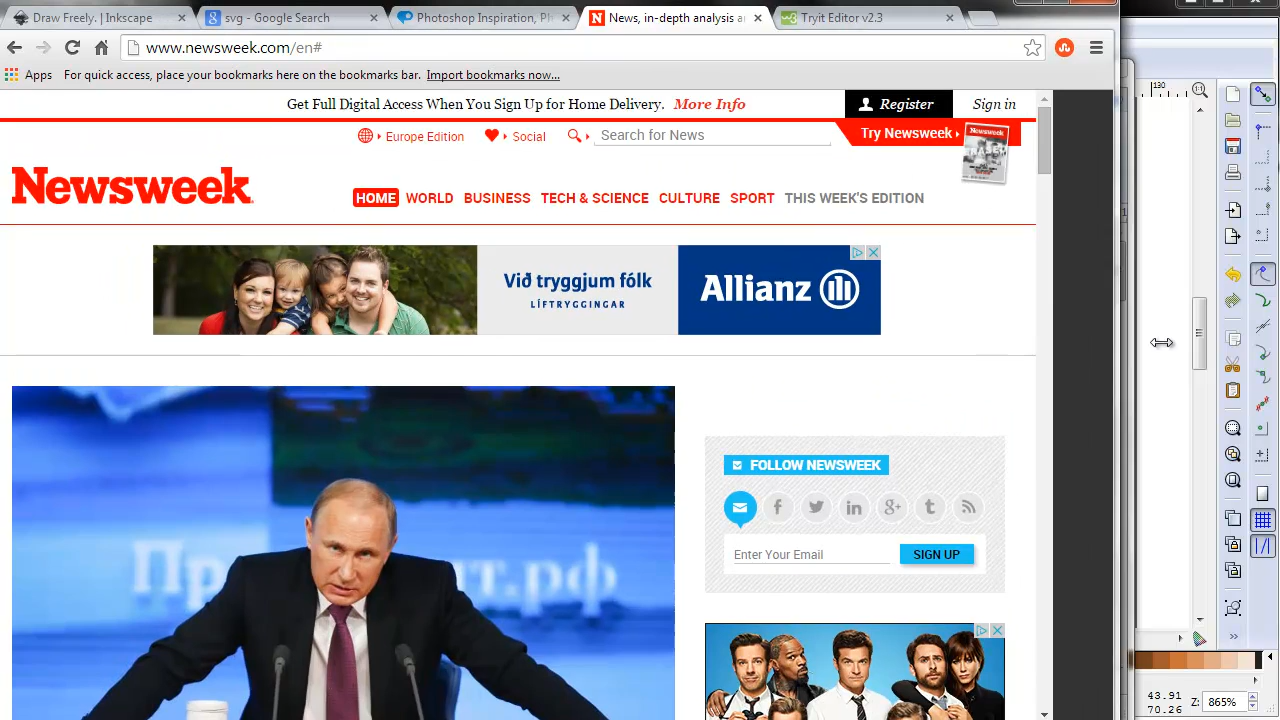 Draw Freely. | Inkscape
svg - Google Search
Photoshop Inspiration, Ph
News, in-depth analysis a
Tryit Editor v2.3
www.newsweek.com/en#
Apps
For quick access, place your bookmarks here on the bookmarks bar.
Import bookmarks now...
Get Full Digital Access When You Sign Up for Home Delivery. More Info
Register
Sign in
Europe Edition
Social
Search for News
Try Newsweek
Newsweek
Newsweek
HOME
WORLD
BUSINESS
TECH & SCIENCE
CULTURE
SPORT
THIS WEEK'S EDITION
Við tryggjum fólk
LÍFTRYGGINGAR
Allianz
FOLLOW NEWSWEEK
Enter Your Email
SIGN UP
130
43.91
70.26
Z:
865%